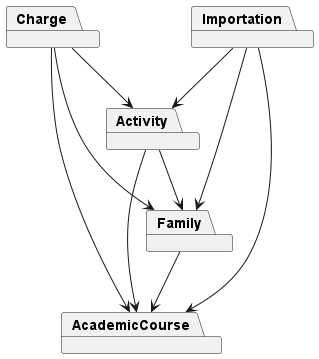 Charge
Importation
Activity
Family
AcademicCourse